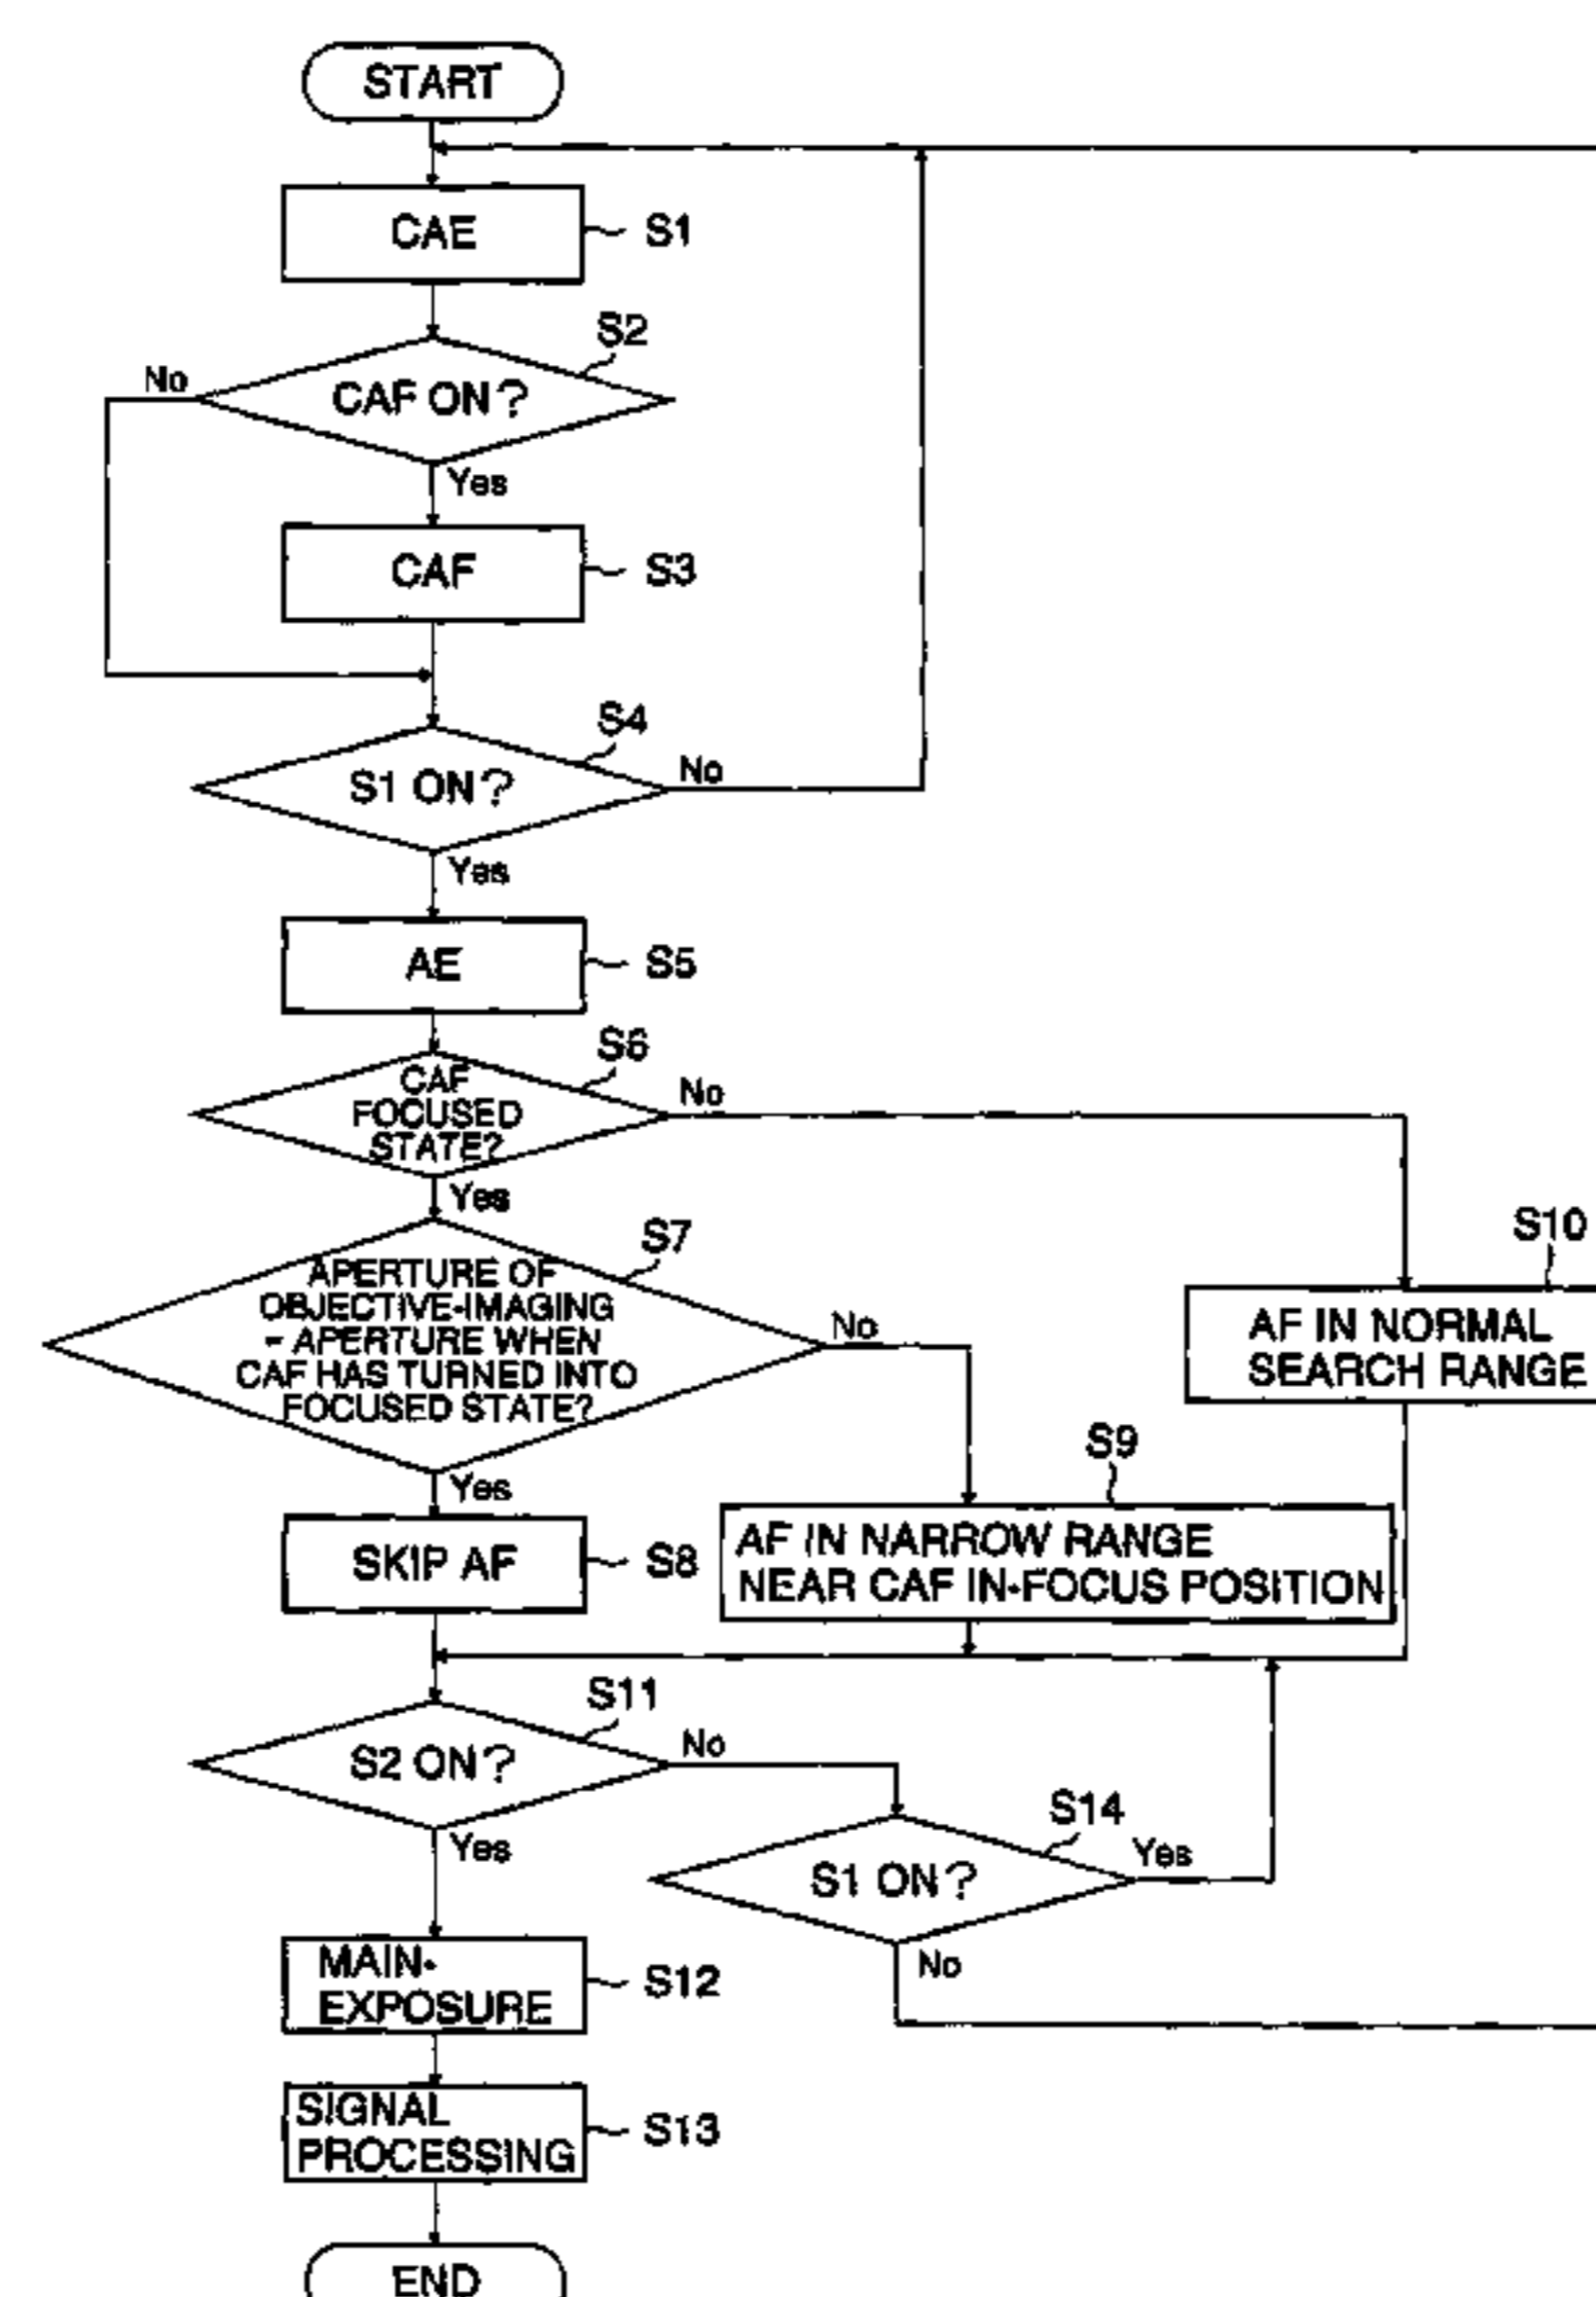 START
CAE
S1
S2
No
CAF ON?
Yes
CAF
S3
S4
S1 ON?
No
Yes
AE
S5
S6
CAF
FOCUSED
STATE?
No
Yes
S7
APERTURE OF
OBJECTIVE-IMAGING
= APERTURE WHEN
CAF HAS TURNED INTO
FOCUSED STATE?
No
S10
AF IN NORMAL
SEARCH RANGE
Yes
S9
SKIP AF
S8
AF IN NARROW RANGE
NEAR CAF IN-FOCUS POSITION
S11
S2 ON?
No
Yes
S14
S1 ON?
Yes
No
MAIN-
EXPOSURE
S12
SIGNAL
PROCESSING
S13
END